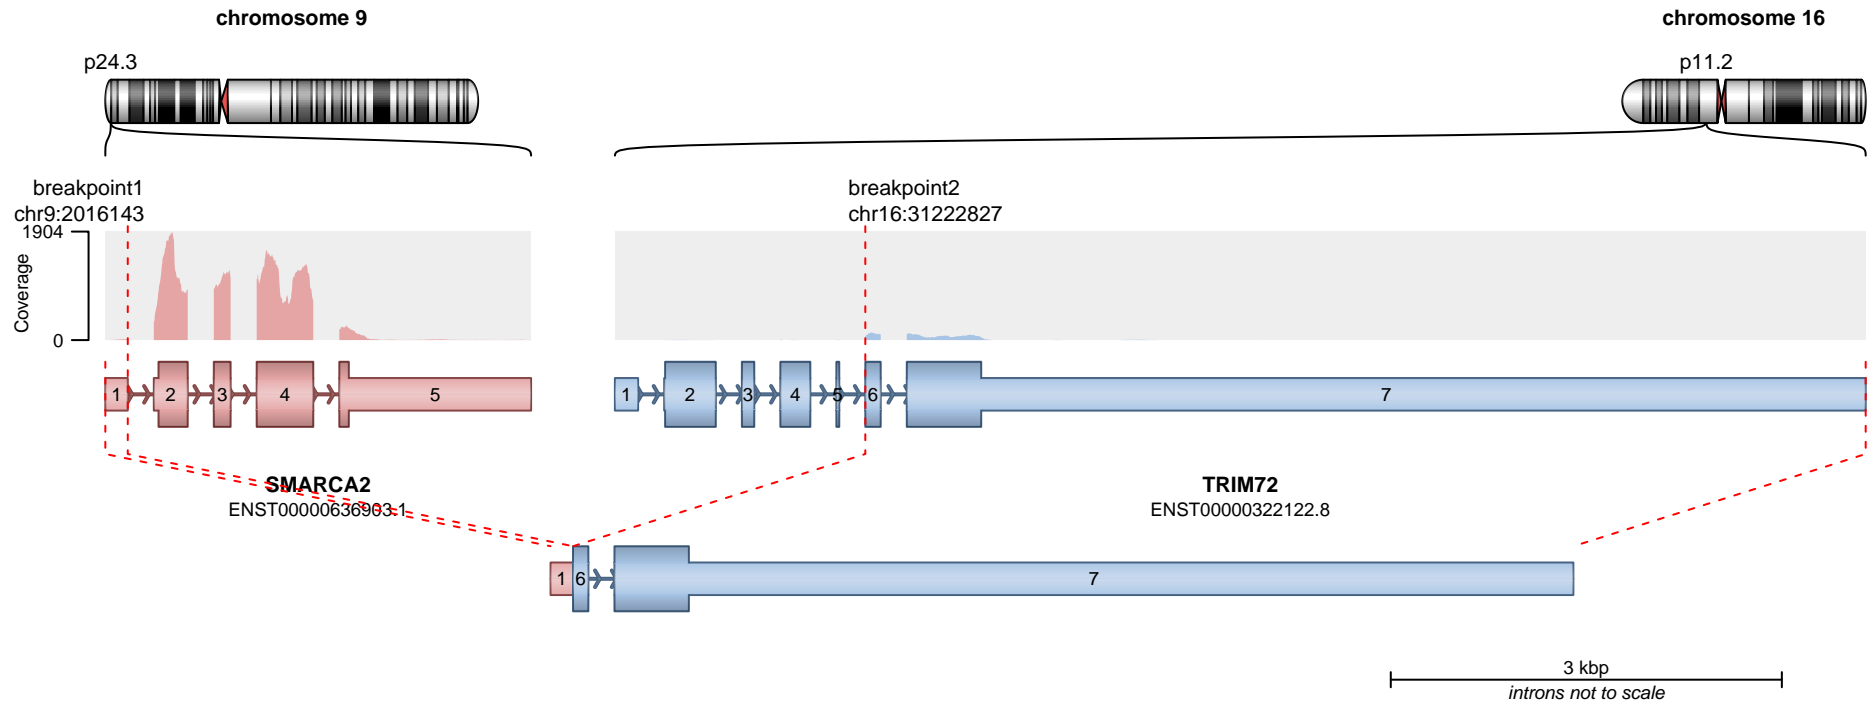 chromosome 9
chromosome 16
p24.3
p11.2
breakpoint1
chr9:2016143
breakpoint2
chr16:31222827
1904
Coverage
0
1 2 3 4 5
1 2 3 4 5 6 7
SMARCA2
ENST00000636903.1
TRIM72
ENST00000322122.8
1 6 7
3 kbp
introns not to scale